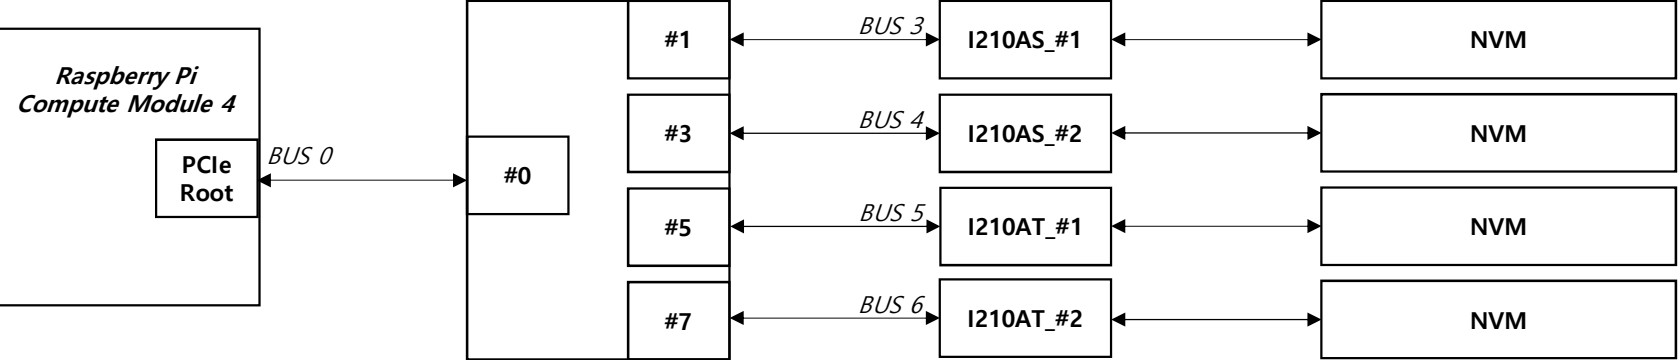 Raspberry Pi
Compute Module 4
PCIe
Root
BUS 0
#0
#1
BUS 3
I210AS_#1
NVM
#3
BUS 4
I210AS_#2
NVM
#5
BUS 5
I210AT_#1
NVM
#7
BUS 6
I210AT_#2
NVM